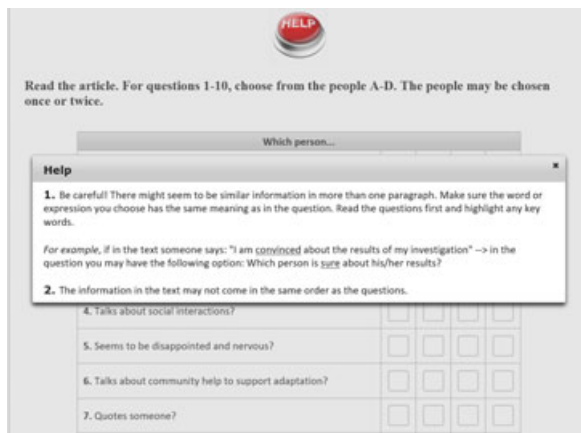 HELP
Read the article. For questions 1-10, choose from the people A-D. The people may be chosen
once or twice.
Which person...
Help
1. Be careful! There might seem to be similar information in more than one paragraph. Make sure the word or
expression you choose has the same meaning as in the question. Read the questions first and highlight any key
words.
For example, if in the text someone says: "I am convinced about the results of my investigation" --> in the
question you may have the following option: Which person is sure about his/her results?
2. The information in the text may not come in the same order as the questions.
4. Talks about social interactions?
5. Seems to be disappointed and nervous?
6. Talks about community help to support adaptation?
7. Quotes someone?